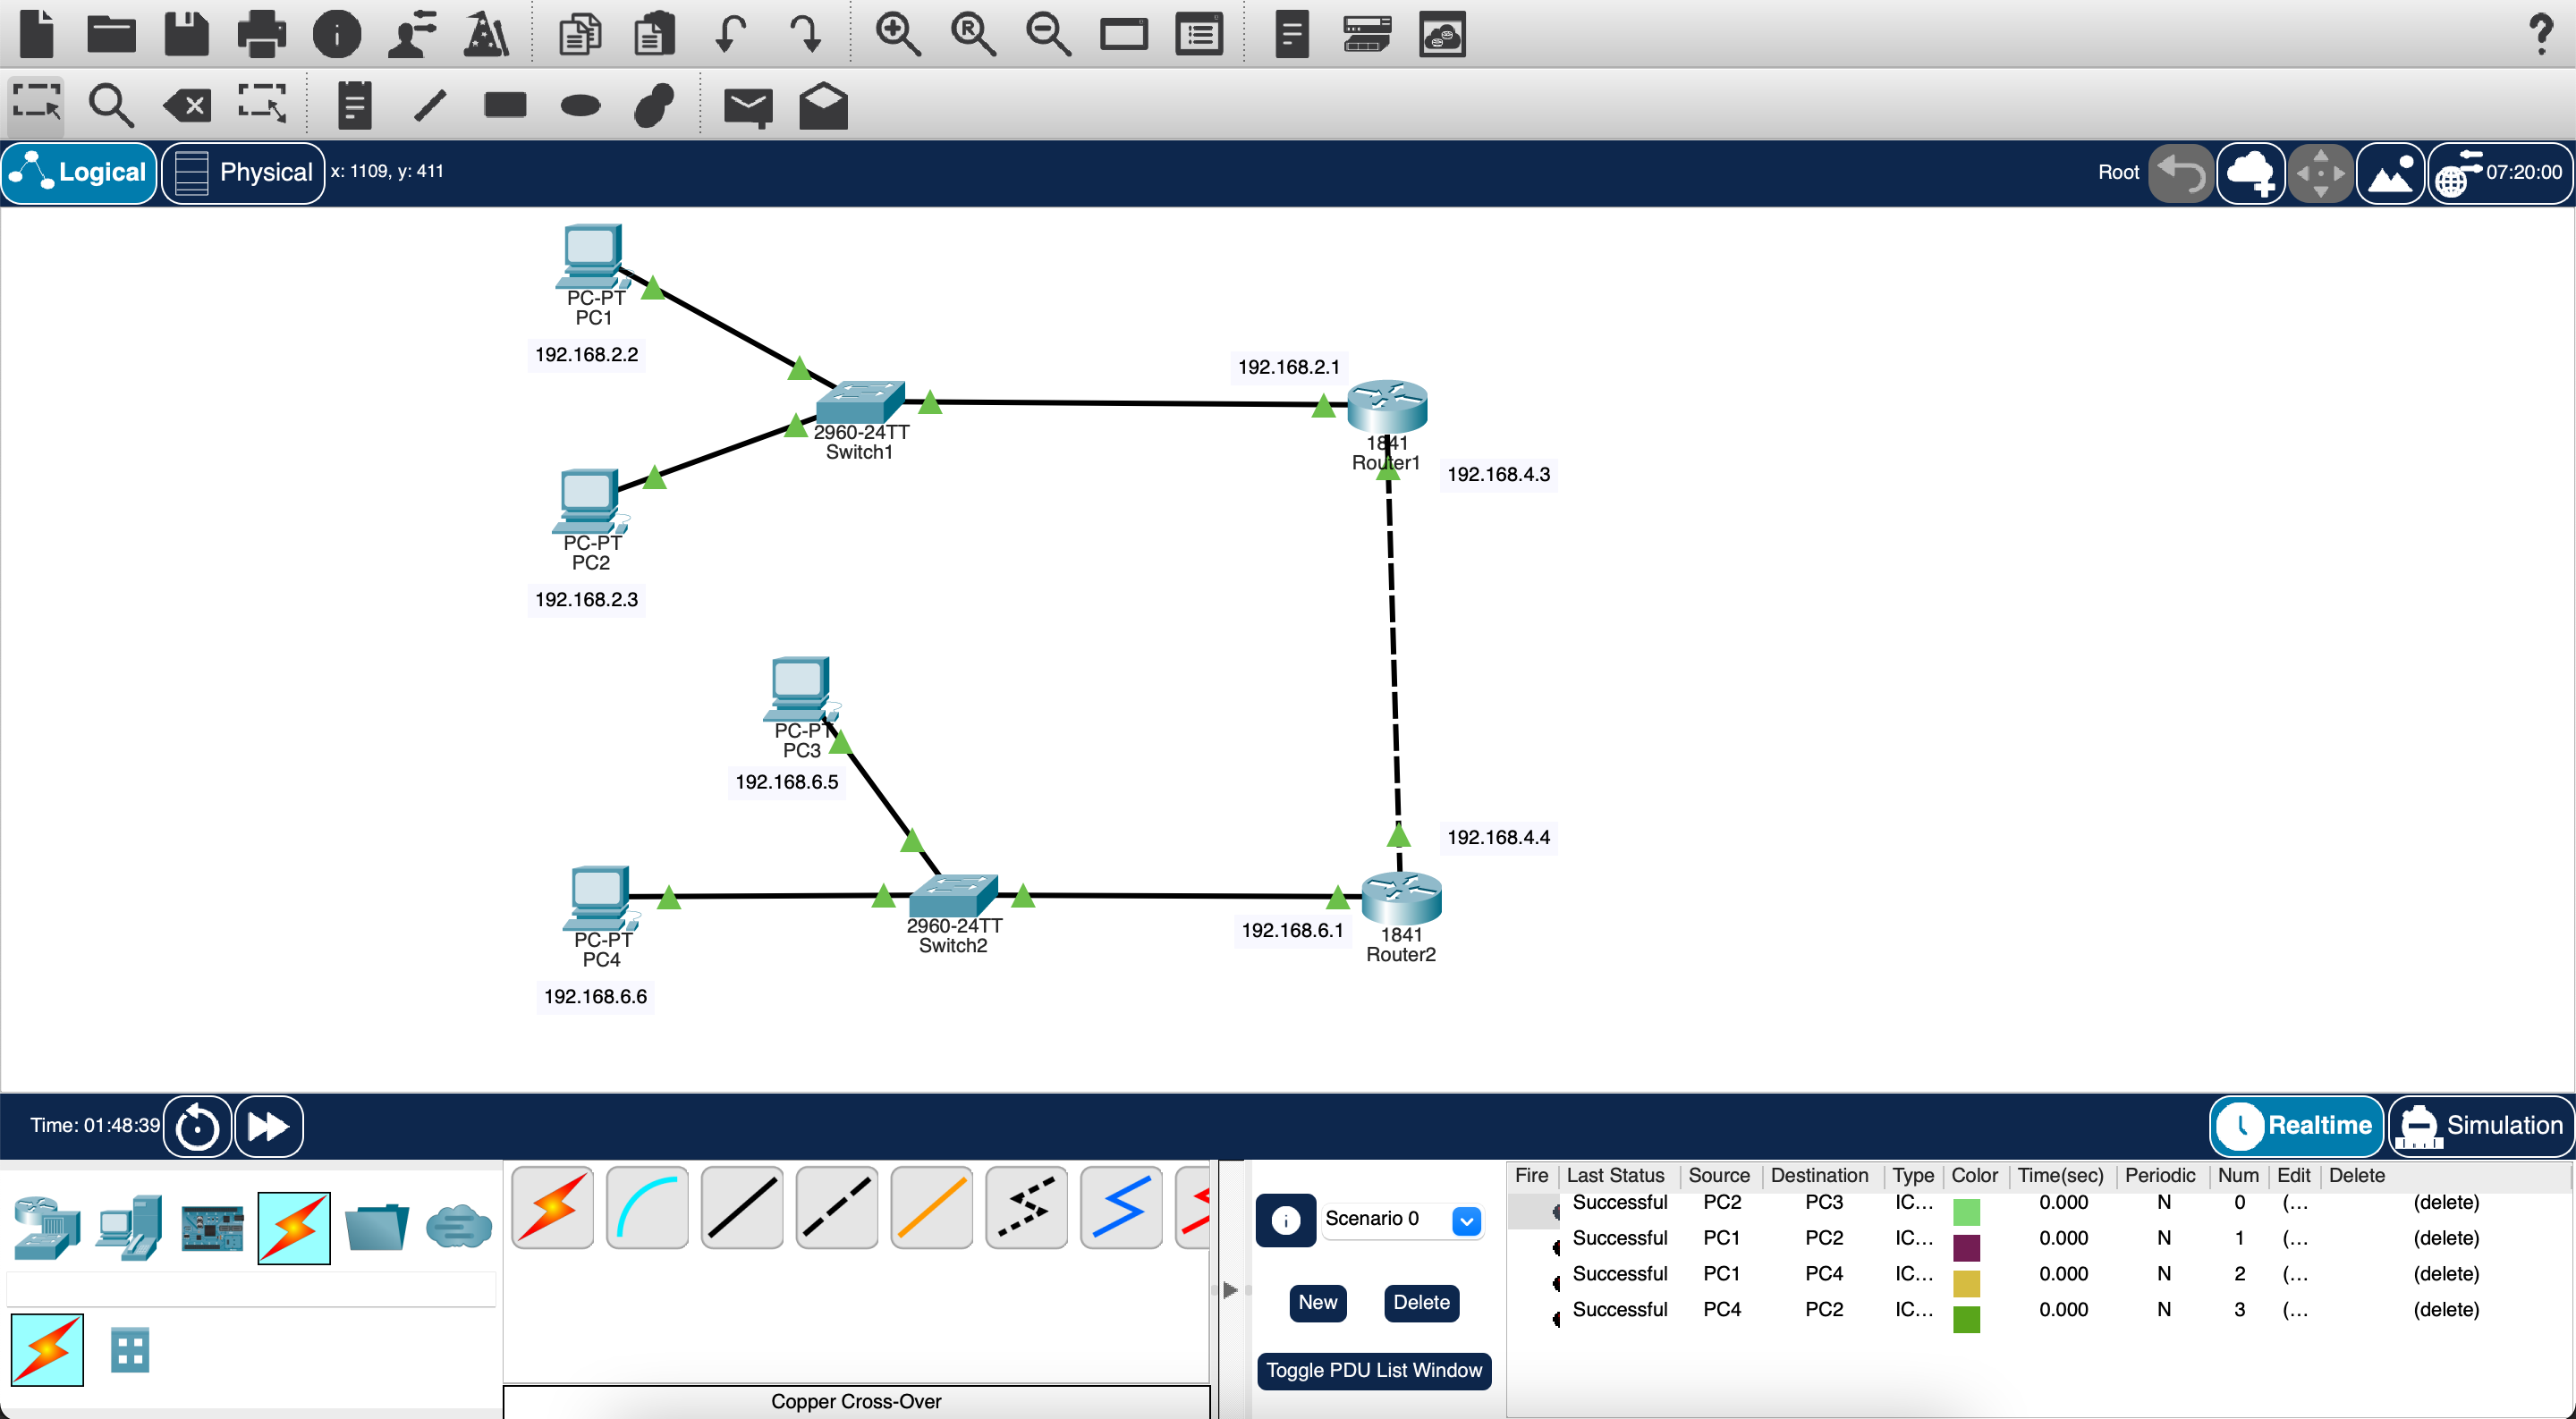 Logical
Physical
x: 1109, y: 411
Root
07:20:00
PC-PT
PC1
192.168.2.2
192.168.2.1
2960-24TT
Switch1
1841
Router1
192.168.4.3
PC-PT
PC2
192.168.2.3
PC-PT
PC3
192.168.6.5
192.168.4.4
PC-PT
PC4
192.168.6.6
2960-24TT
Switch2
192.168.6.1
1841
Router2
Time: 01:48:39
Realtime
Simulation
Scenario 0
New
Delete
Toggle PDU List Window
Copper Cross-Over
Fire Last Status Source Destination Type Color Time(sec) Periodic Num Edit Delete
Successful PC2 PC3 IC... 0.000 N 0 (... (delete)
Successful PC1 PC2 IC... 0.000 N 1 (... (delete)
Successful PC1 PC4 IC... 0.000 N 2 (... (delete)
Successful PC4 PC2 IC... 0.000 N 3 (... (delete)